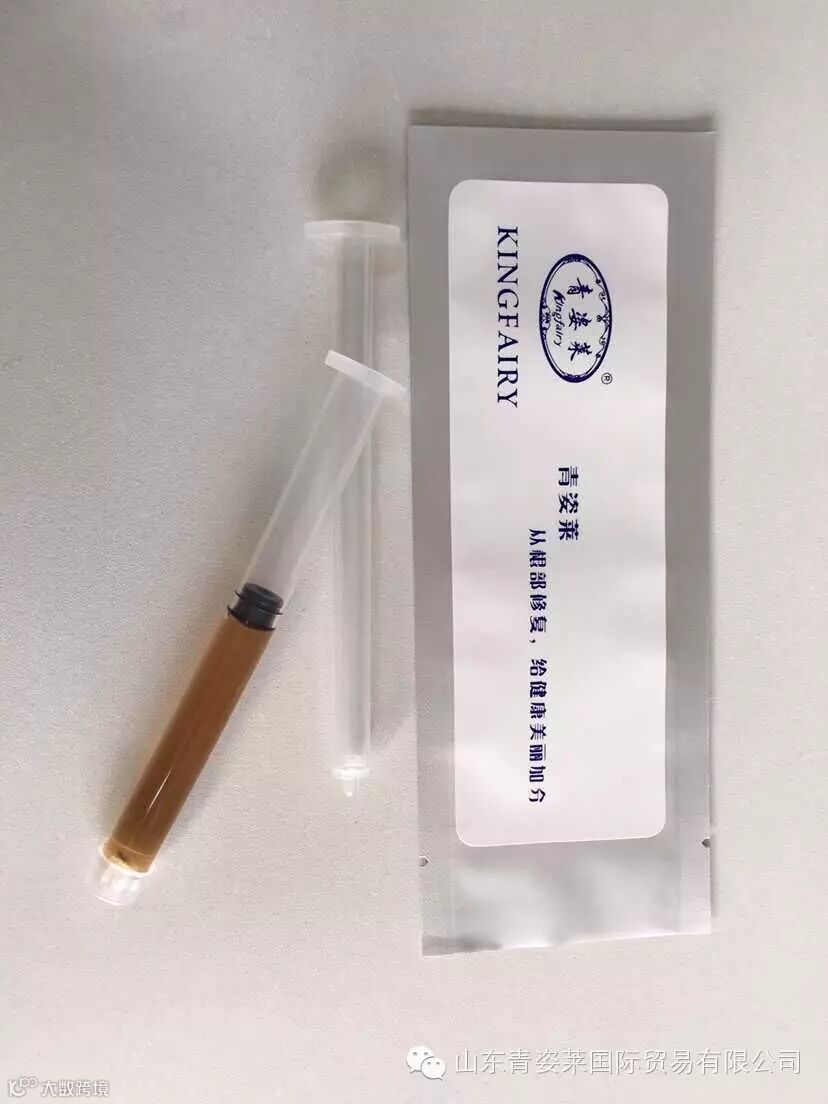 青姿莱
Kingfairy
®
KINGFAIRY
青姿莱
从根部修复，给健康美丽加分
山东青姿莱国际贸易有限公司
大数跨境